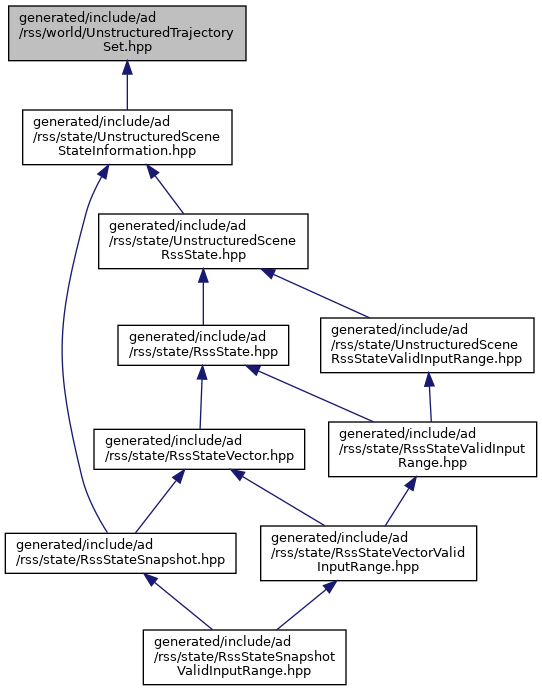 generated/include/ad
/rss/world/UnstructuredTrajectory
Set.hpp
generated/include/ad
/rss/state/UnstructuredScene
StateInformation.hpp
generated/include/ad
/rss/state/UnstructuredScene
RssState.hpp
generated/include/ad
/rss/state/RssState.hpp
generated/include/ad
/rss/state/UnstructuredScene
RssStateValidInputRange.hpp
generated/include/ad
/rss/state/RssStateVector.hpp
generated/include/ad
/rss/state/RssStateValidInput
Range.hpp
generated/include/ad
/rss/state/RssStateSnapshot.hpp
generated/include/ad
/rss/state/RssStateVectorValid
InputRange.hpp
generated/include/ad
/rss/state/RssStateSnapshot
ValidInputRange.hpp